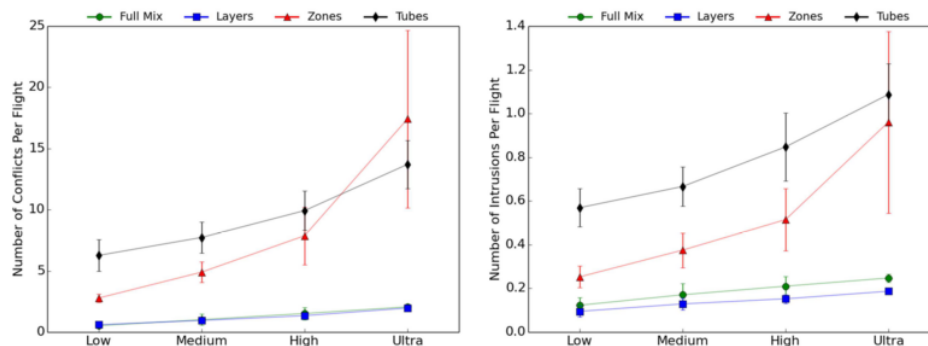 Full Mix Layers Zones Tubes
Number of Conflicts Per Flight
25
20
15
10
5
0
Low Medium High Ultra
Full Mix Layers Zones Tubes
Number of Intrusions Per Flight
1.4
1.2
1.0
0.8
0.6
0.4
0.2
0.0
Low Medium High Ultra